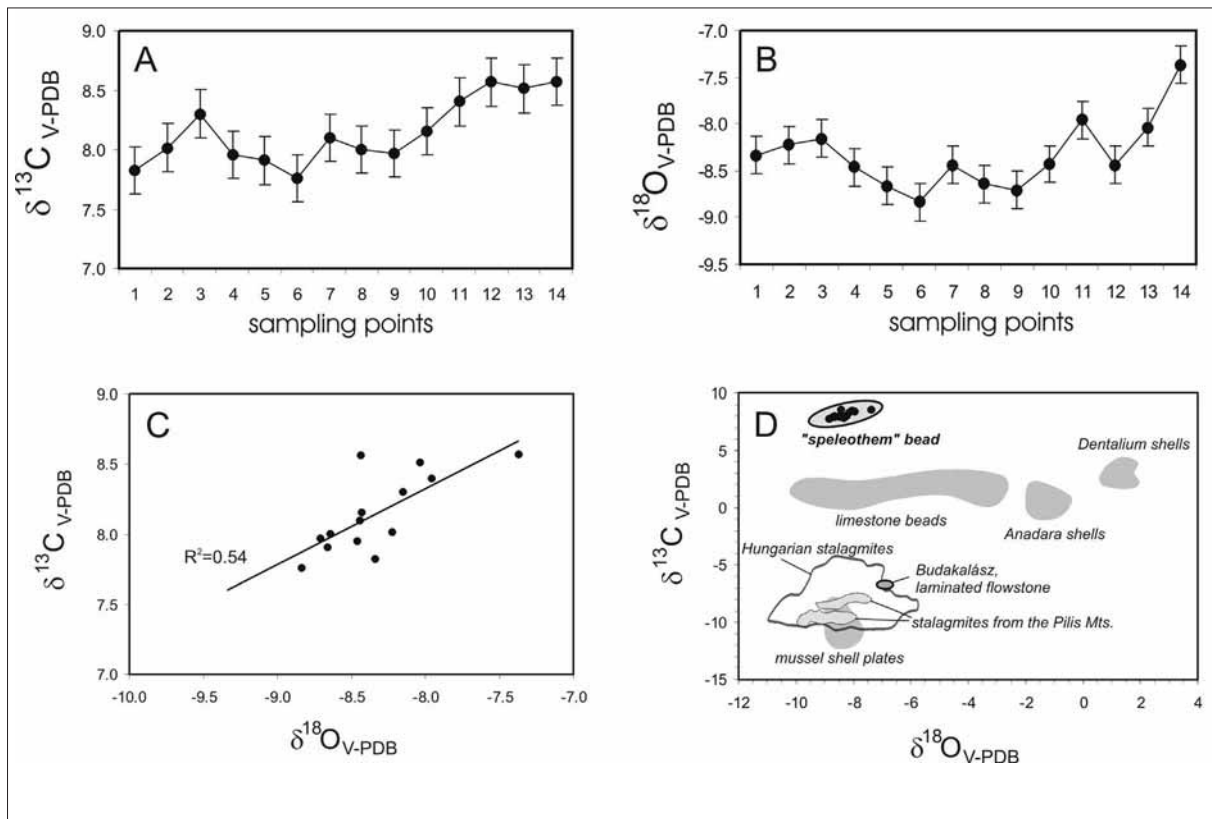 A
9.0
8.5
8.0
7.5
7.0
δ¹³C V-PDB
1 2 3 4 5 6 7 8 9 10 11 12 13 14
sampling points
B
-7.0
-7.5
-8.0
-8.5
-9.0
-9.5
δ¹⁸O V-PDB
1 2 3 4 5 6 7 8 9 10 11 12 13 14
sampling points
C
9.0
8.5
8.0
7.5
7.0
δ¹³C V-PDB
R²=0.54
-10.0 -9.5 -9.0 -8.5 -8.0 -7.5 -7.0
δ¹⁸O V-PDB
D
10
5
0
-5
-10
-15
δ¹³C V-PDB
"speleothem" bead
Dentalium shells
limestone beads
Anadara shells
Hungarian stalagmites
Budakalász,
laminated flowstone
stalagmites from the Pilis Mts.
mussel shell plates
-12 -10 -8 -6 -4 -2 0 2 4
δ¹⁸O V-PDB